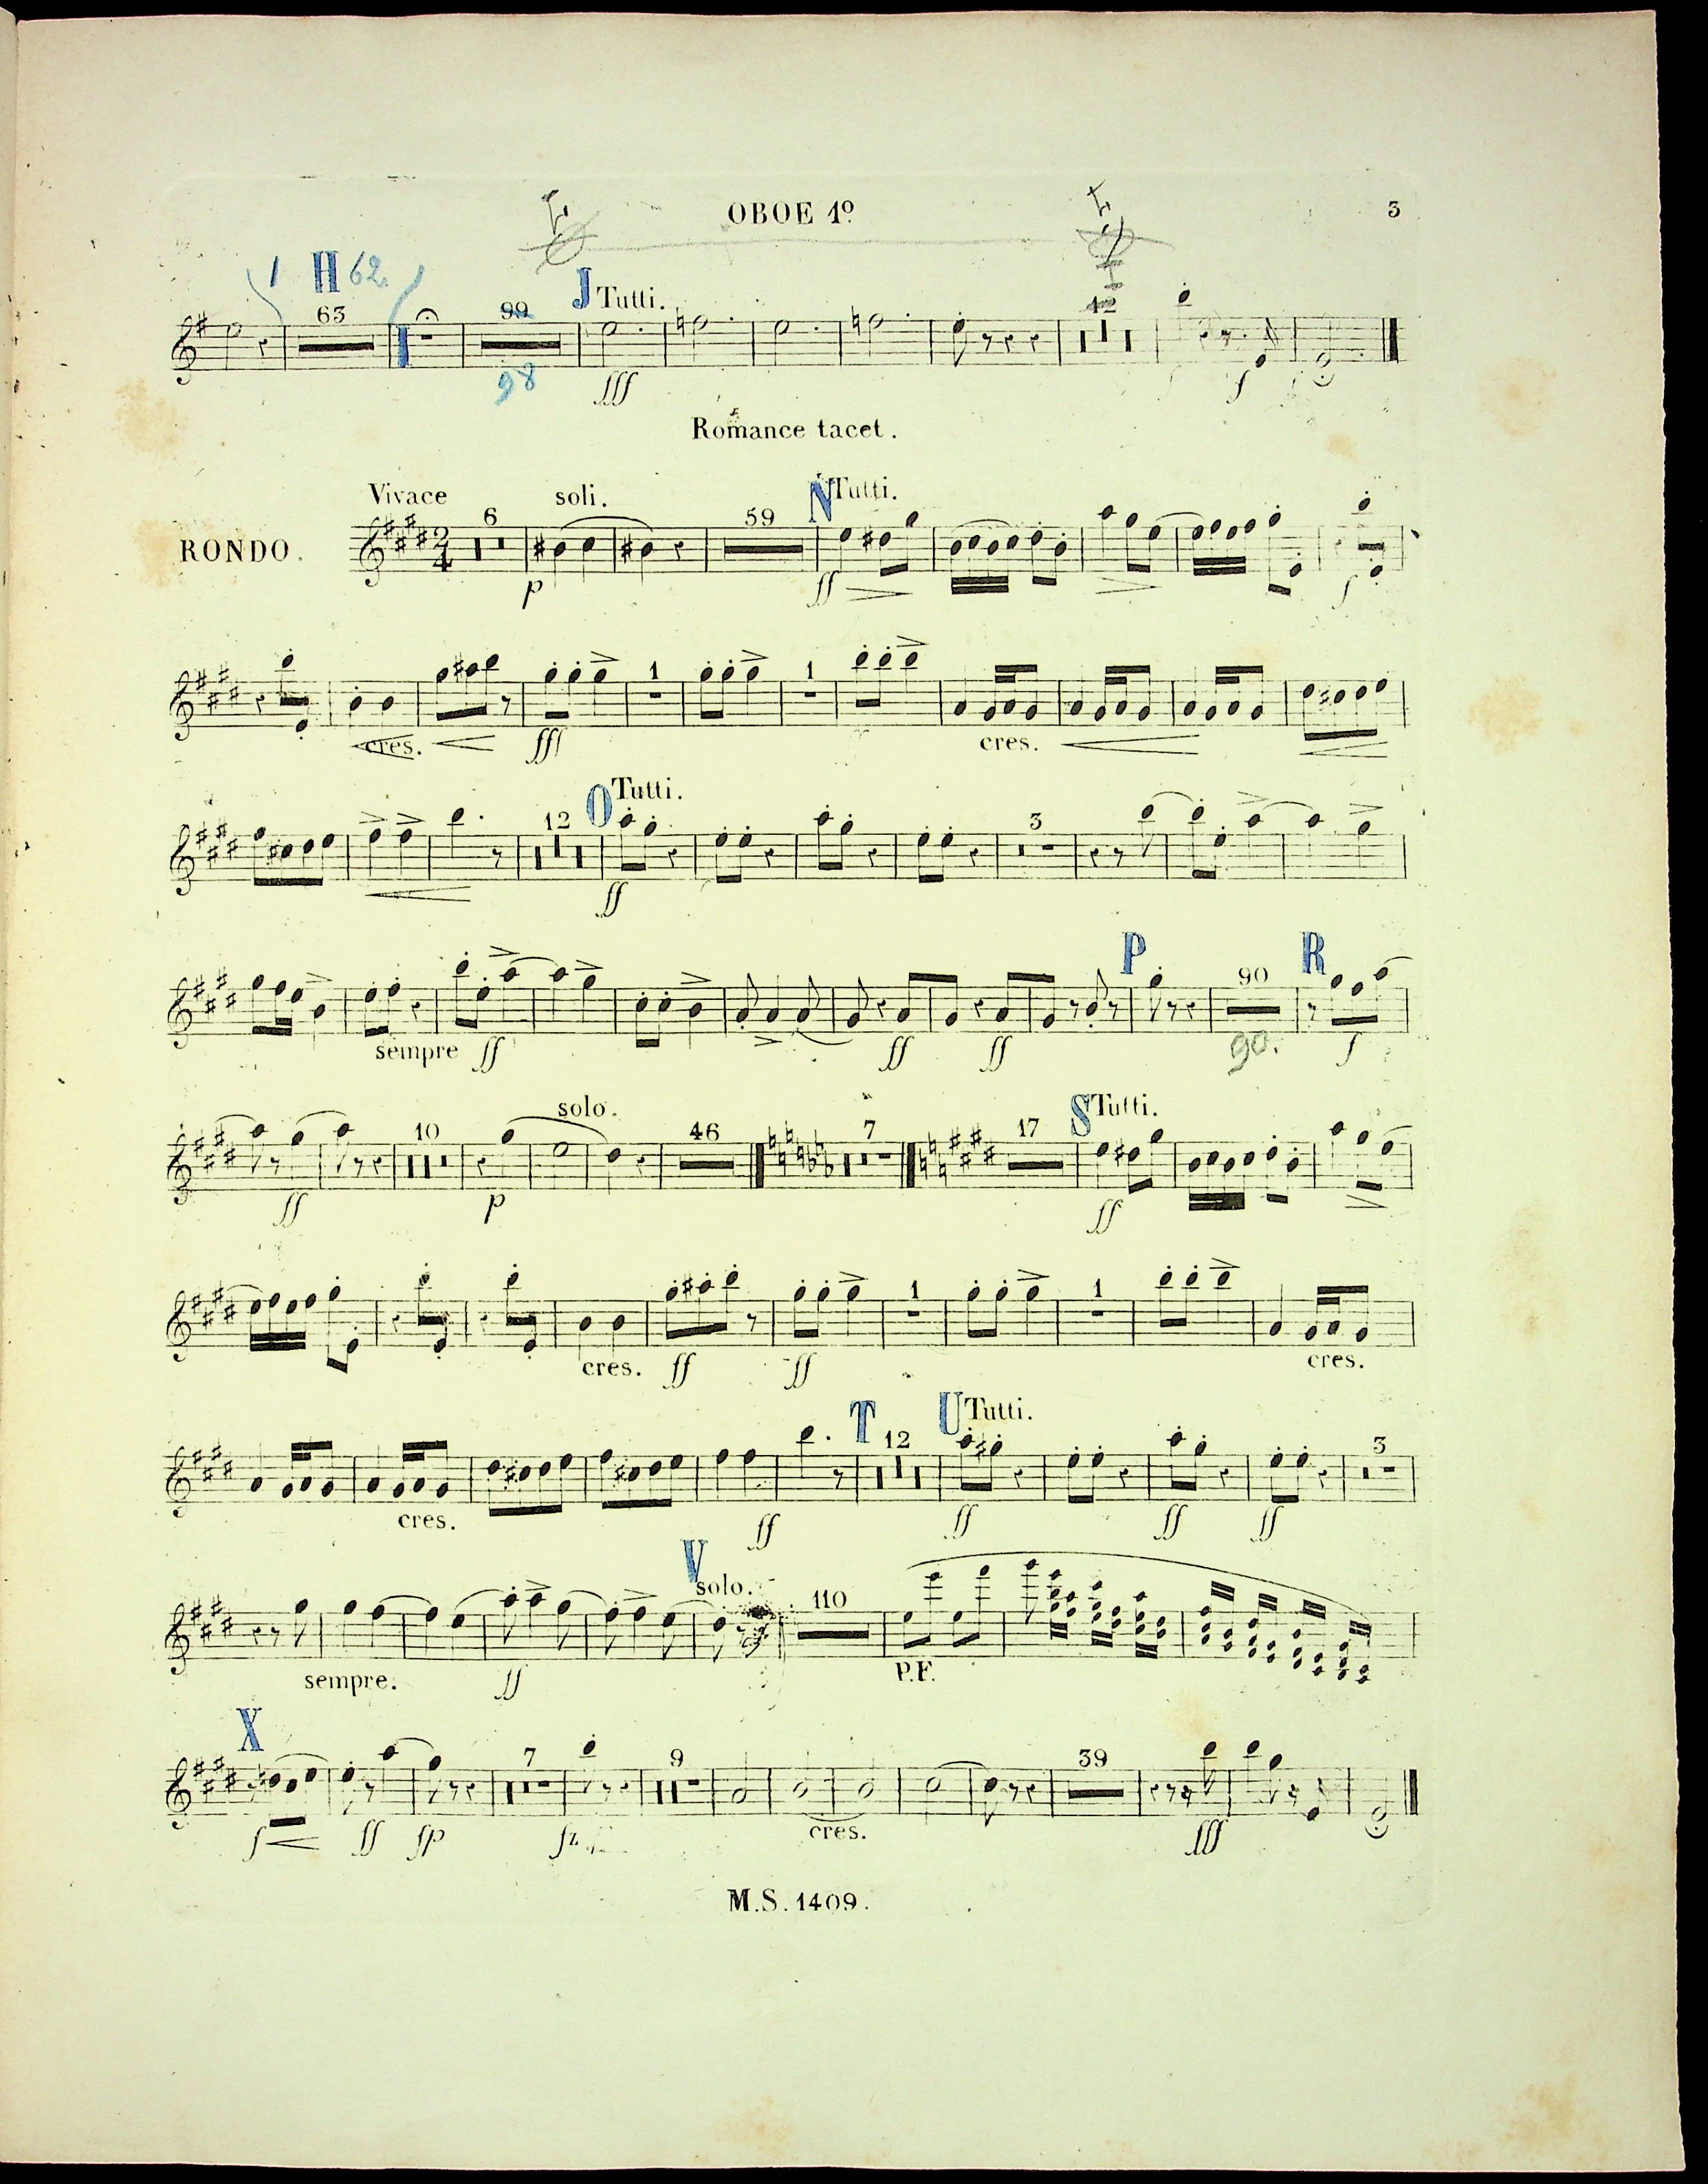 OBOE 1º
3
1 H 62
63
99
J Tutti.
12
98
fff
f
Romance tacet.
Vivace
6
soli.
59
N Tutti.
RONDO.
2
4
p
ff
f
1
1
cres.
fff
cres.
12
O Tutti.
3
ff
P
90
R
sempre ff
ff
ff
90.
f
10
solo.
46
7
17
S Tutti.
ff
p
ff
1
1
cres.
ff
ff
cres.
T
12
U Tutti.
3
cres.
ff
ff
ff
ff
V
solo.
110
sempre.
ff
P.F.
X
7
9
39
f
ff
fp
fz
cres.
fff
M.S. 1409.